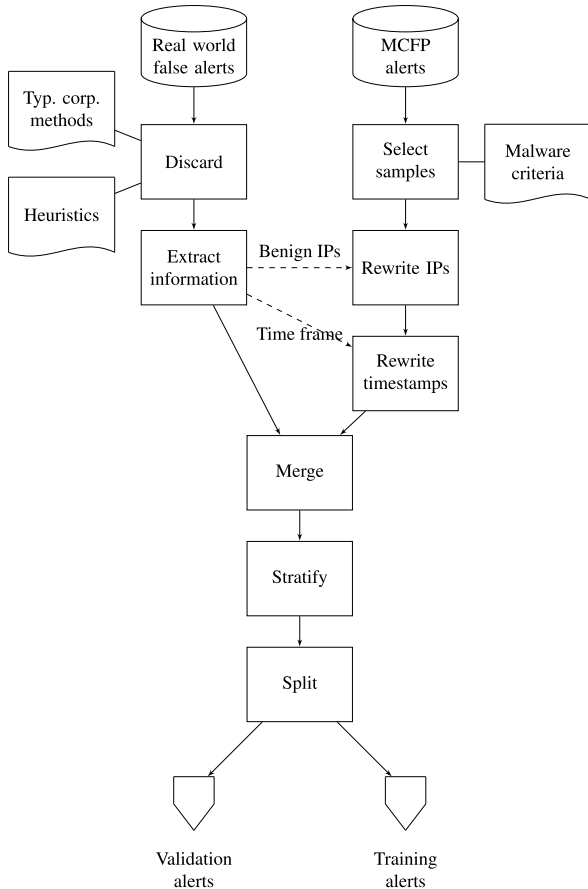 Real world
false alerts
MCFP
alerts
Typ. corp.
methods
Discard
Select
samples
Malware
criteria
Heuristics
Extract
information
Benign IPs
Rewrite IPs
Time frame
Rewrite
timestamps
Merge
Stratify
Split
Validation
alerts
Training
alerts